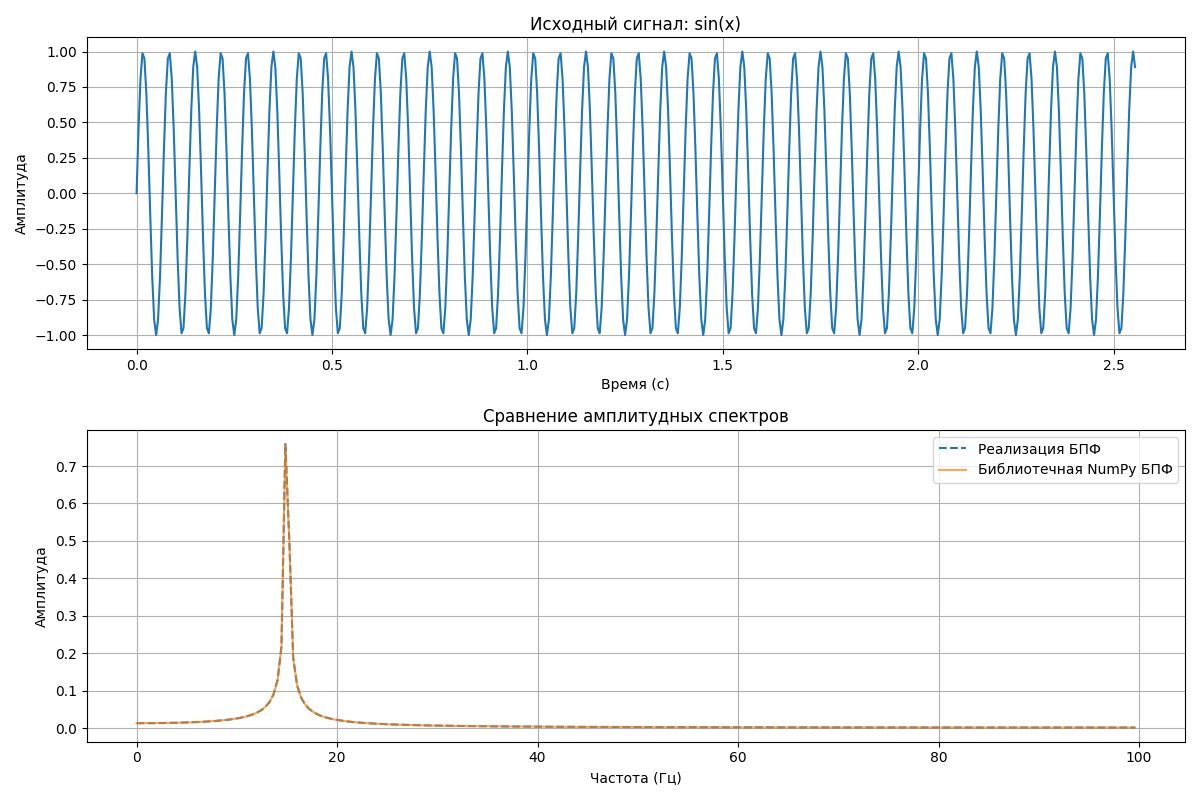 Исходный сигнал: sin(x)
1.00
0.75
0.50
0.25
0.00
−0.25
−0.50
−0.75
−1.00
Амплитуда
0.0 0.5 1.0 1.5 2.0 2.5
Время (с)
Сравнение амплитудных спектров
Реализация БПФ
Библиотечная NumPy БПФ
0.7
0.6
0.5
0.4
0.3
0.2
0.1
0.0
Амплитуда
0 20 40 60 80 100
Частота (Гц)